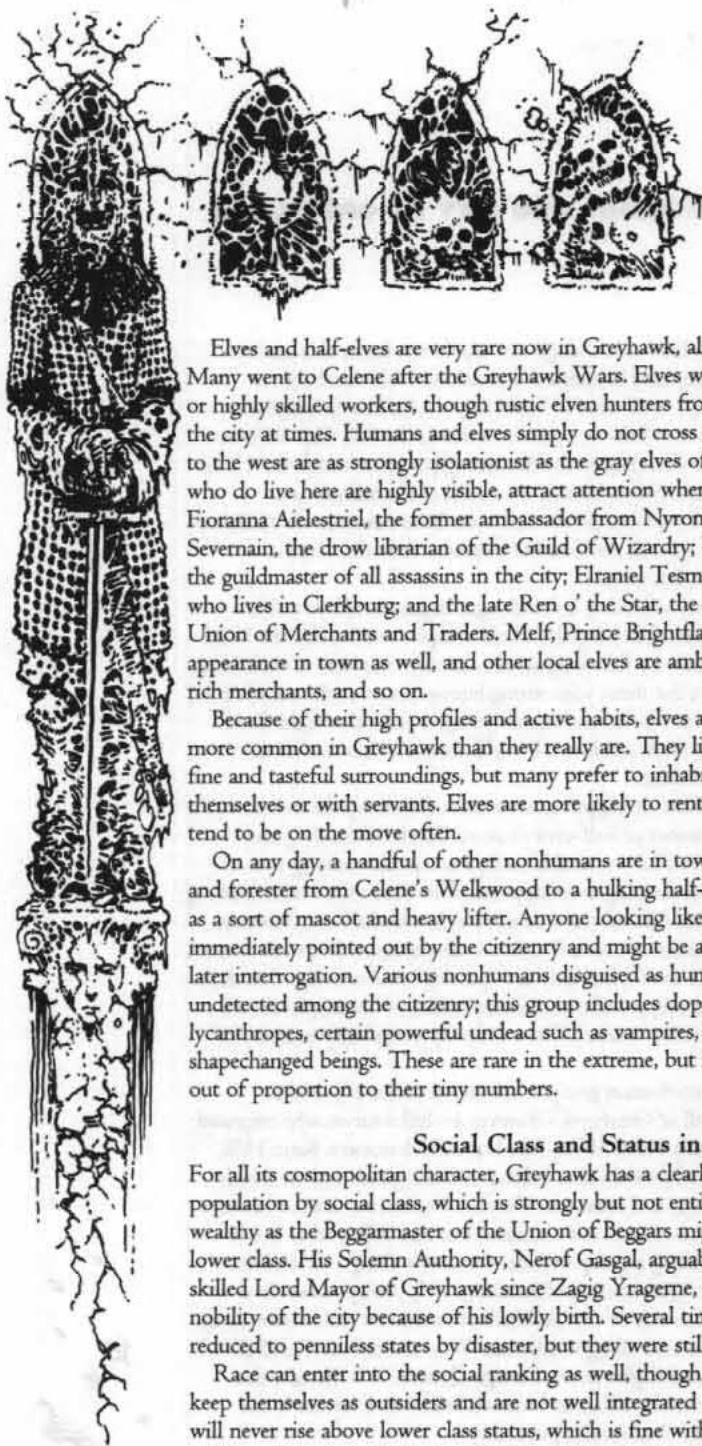 Elves and half-elves are very rare now in Greyhawk, al
Many went to Celene after the Greyhawk Wars. Elves w
or highly skilled workers, though rustic elven hunters fro
the city at times. Humans and elves simply do not cross
to the west are as strongly isolationist as the gray elves of
who do live here are highly visible, attract attention wher
Fioranna Aielestriel, the former ambassador from Nyron
Severnain, the drow librarian of the Guild of Wizardry;
the guildmaster of all assassins in the city; Elraniel Tesm
who lives in Clerkburg; and the late Ren o' the Star, the
Union of Merchants and Traders. Melf, Prince Brightfla
appearance in town as well, and other local elves are amb
rich merchants, and so on.
Because of their high profiles and active habits, elves a
more common in Greyhawk than they really are. They li
fine and tasteful surroundings, but many prefer to inhabi
themselves or with servants. Elves are more likely to rent
tend to be on the move often.
On any day, a handful of other nonhumans are in tow
and forester from Celene's Welkwood to a hulking half-
as a sort of mascot and heavy lifter. Anyone looking like
immediately pointed out by the citizenry and might be a
later interrogation. Various nonhumans disguised as hum
undetected among the citizenry; this group includes dop
lycanthropes, certain powerful undead such as vampires,
shapechanged beings. These are rare in the extreme, but
out of proportion to their tiny numbers.
Social Class and Status in
For all its cosmopolitan character, Greyhawk has a clearl
population by social class, which is strongly but not enti
wealthy as the Beggarmaster of the Union of Beggars mi
lower class. His Solemn Authority, Nerof Gasgal, arguab
skilled Lord Mayor of Greyhawk since Zagig Yragerne,
nobility of the city because of his lowly birth. Several tin
reduced to penniless states by disaster, but they were stil
Race can enter into the social ranking as well, though
keep themselves as outsiders and are not well integrated
will never rise above lower class status, which is fine with